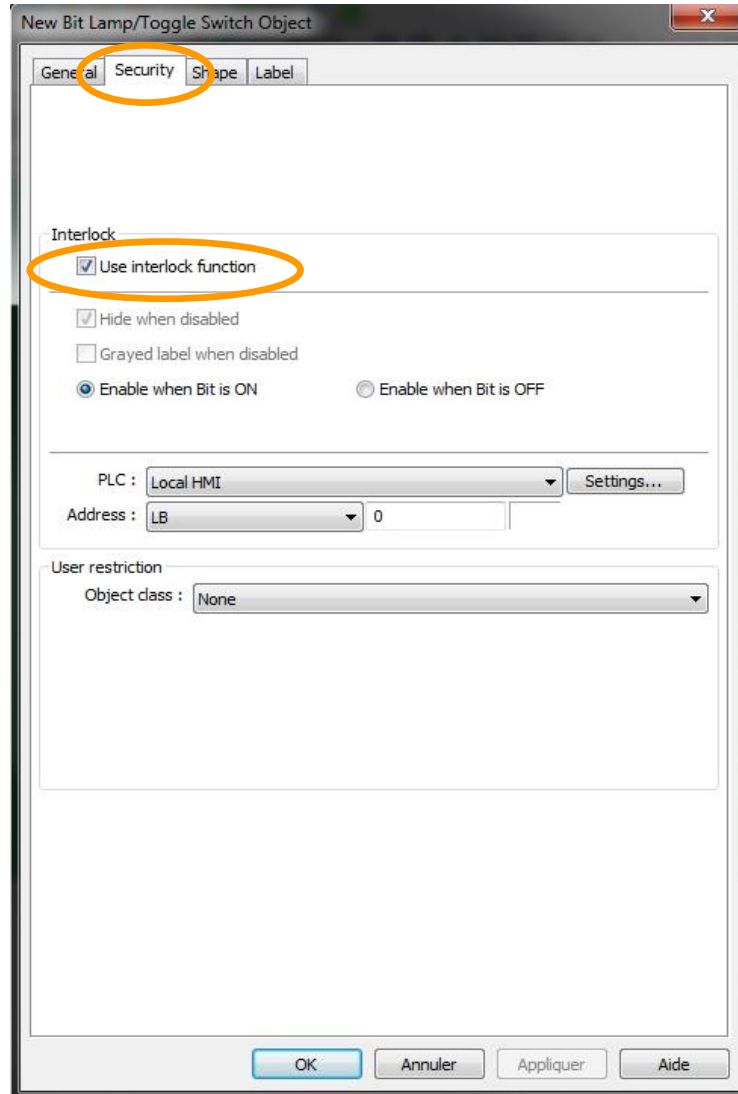 New Bit Lamp/Toggle Switch Object
General Security Shape Label
Interlock
Use interlock function
Hide when disabled
Grayed label when disabled
Enable when Bit is ON Enable when Bit is OFF
PLC : Local HMI Settings...
Address : LB 0
User restriction
Object class : None
OK Annuler Appliquer Aide